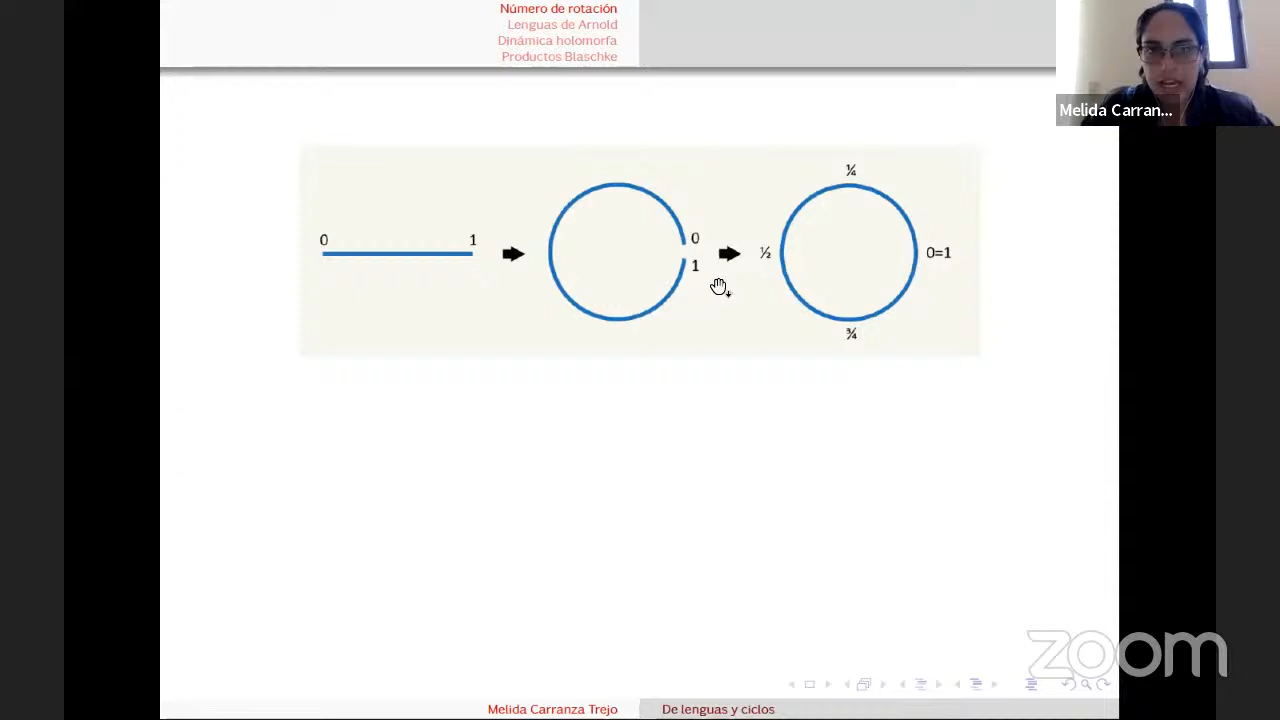 Número de rotación
Lenguas de Arnold
Dinámica holomorfa
Productos Blaschke
Melida Carran...
0 1
0
1
¼
½
0=1
¾
zoom
Melida Carranza Trejo De lenguas y ciclos